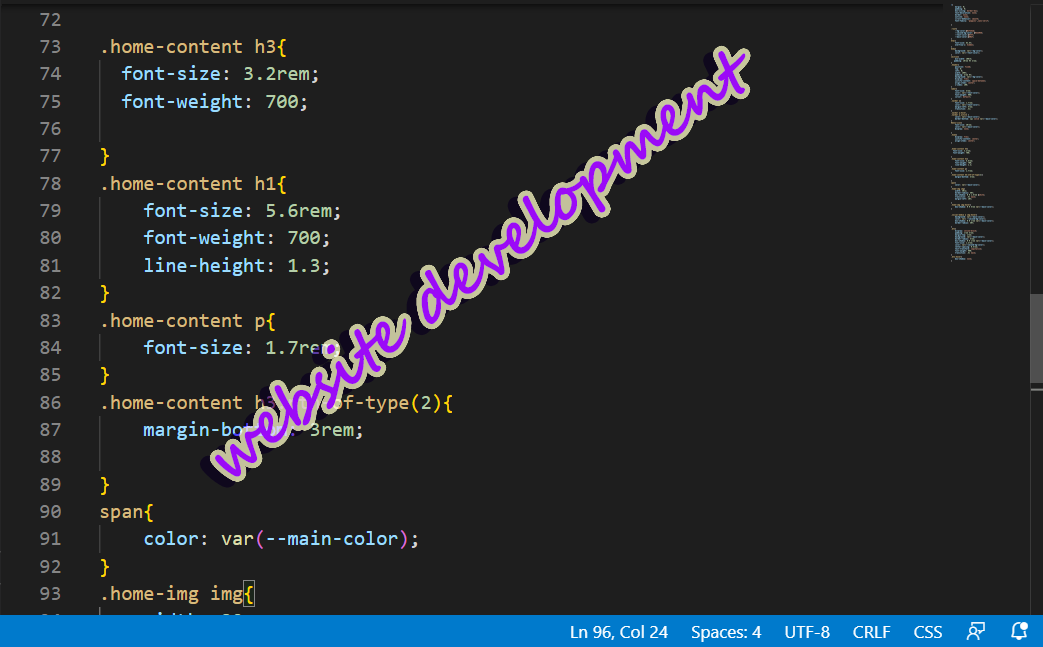 72
73 .home-content h3{
74 font-size: 3.2rem;
75 font-weight: 700;
76
77 }
78 .home-content h1{
79 font-size: 5.6rem;
80 font-weight: 700;
81 line-height: 1.3;
82 }
83 .home-content p{
84 font-size: 1.7re
85 }
86 .home-content h of-type(2){
87 margin-bo 3rem;
88
89 }
90 span{
91 color: var(--main-color);
92 }
93 .home-img img{
website development
Ln 96, Col 24 Spaces: 4 UTF-8 CRLF CSS